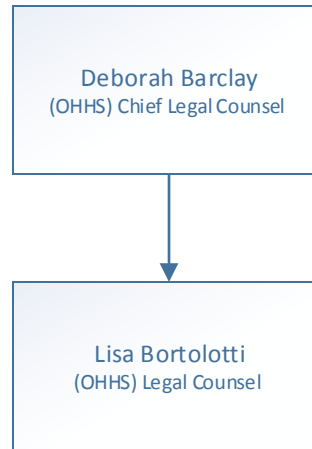 Deborah Barclay
(OHHS) Chief Legal Counsel
Lisa Bortolotti
(OHHS) Legal Counsel